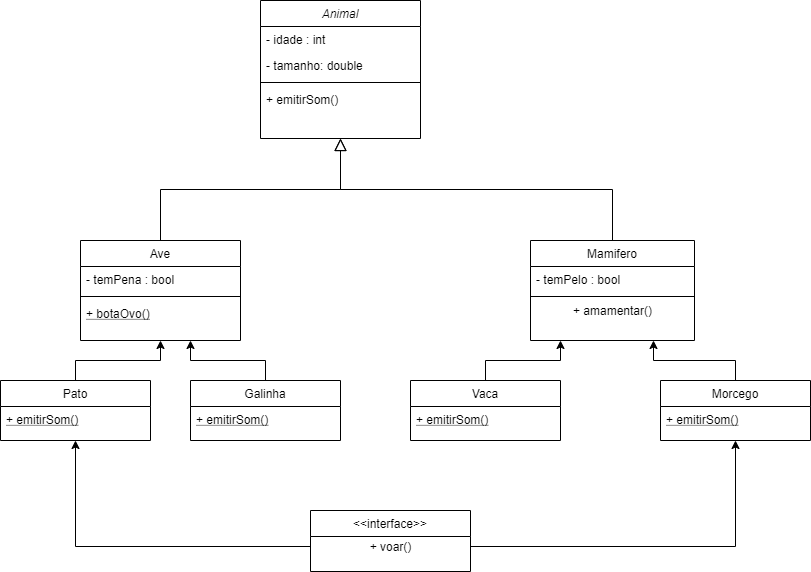 Animal
- idade : int
- tamanho: double
+ emitirSom()
Ave
- temPena : bool
+ botaOvo()
Mamifero
- temPelo : bool
+ amamentar()
Pato
+ emitirSom()
Galinha
+ emitirSom()
Vaca
+ emitirSom()
Morcego
+ emitirSom()
<<interface>>
+ voar()